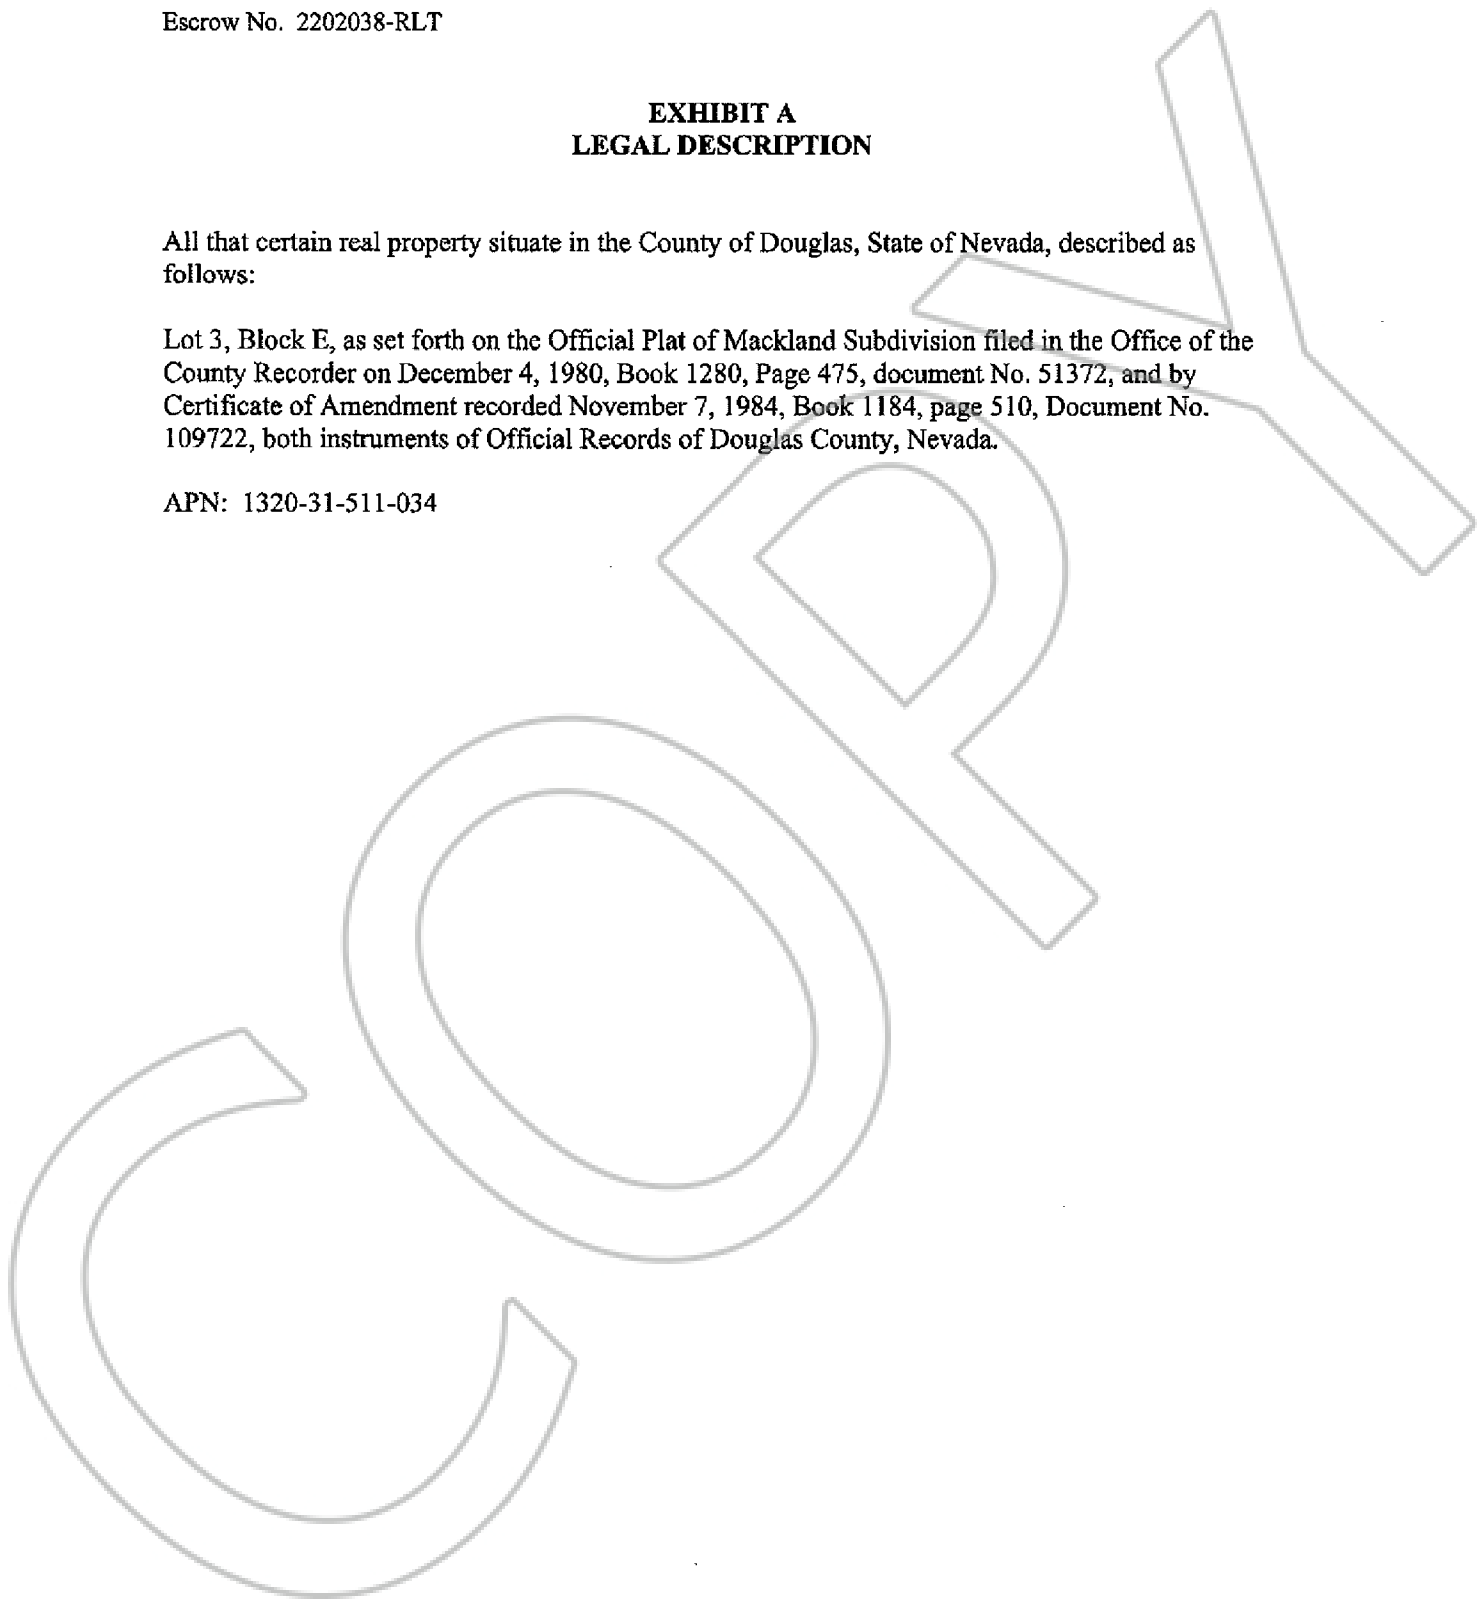 Escrow No. 2202038-RLT
EXHIBIT A
LEGAL DESCRIPTION
All that certain real property situate in the County of Douglas, State of Nevada, described as
follows:
Lot 3, Block E, as set forth on the Official Plat of Mackland Subdivision filed in the Office of the
County Recorder on December 4, 1980, Book 1280, Page 475, document No. 51372, and by
Certificate of Amendment recorded November 7, 1984, Book 1184, page 510, Document No.
109722, both instruments of Official Records of Douglas County, Nevada.
APN: 1320-31-511-034
COPY